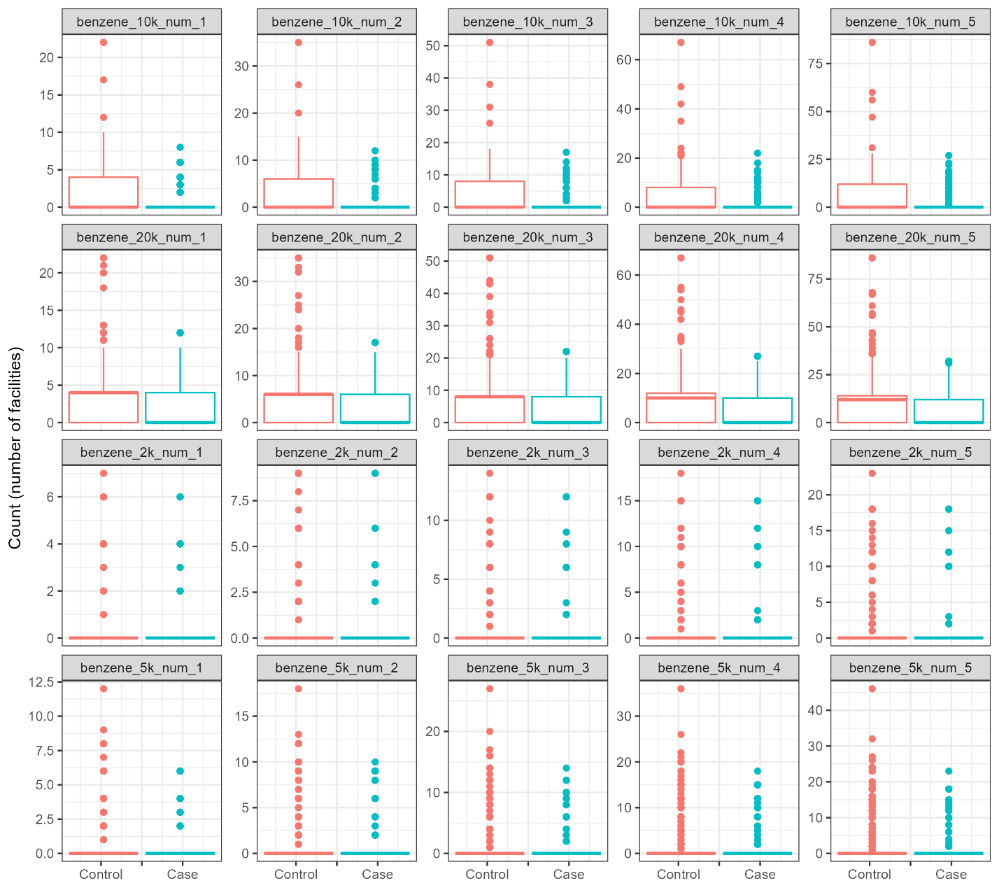 benzene_10k_num_1 benzene_10k_num_2 benzene_10k_num_3 benzene_10k_num_4 benzene_10k_num_5
20 15 10 5 0
30 20 10 0
50 40 30 20 10 0
60 40 20 0
75 50 25 0
benzene_20k_num_1 benzene_20k_num_2 benzene_20k_num_3 benzene_20k_num_4 benzene_20k_num_5
20 15 10 5 0
30 20 10 0
50 40 30 20 10 0
60 40 20 0
75 50 25 0
Count (number of facilities)
benzene_2k_num_1 benzene_2k_num_2 benzene_2k_num_3 benzene_2k_num_4 benzene_2k_num_5
6 4 2 0
7.5 5.0 2.5 0.0
10 5 0
15 10 5 0
20 15 10 5 0
benzene_5k_num_1 benzene_5k_num_2 benzene_5k_num_3 benzene_5k_num_4 benzene_5k_num_5
12.5 10.0 7.5 5.0 2.5 0.0
15 10 5 0
20 10 0
30 20 10 0
40 30 20 10 0
Control Case Control Case Control Case Control Case Control Case